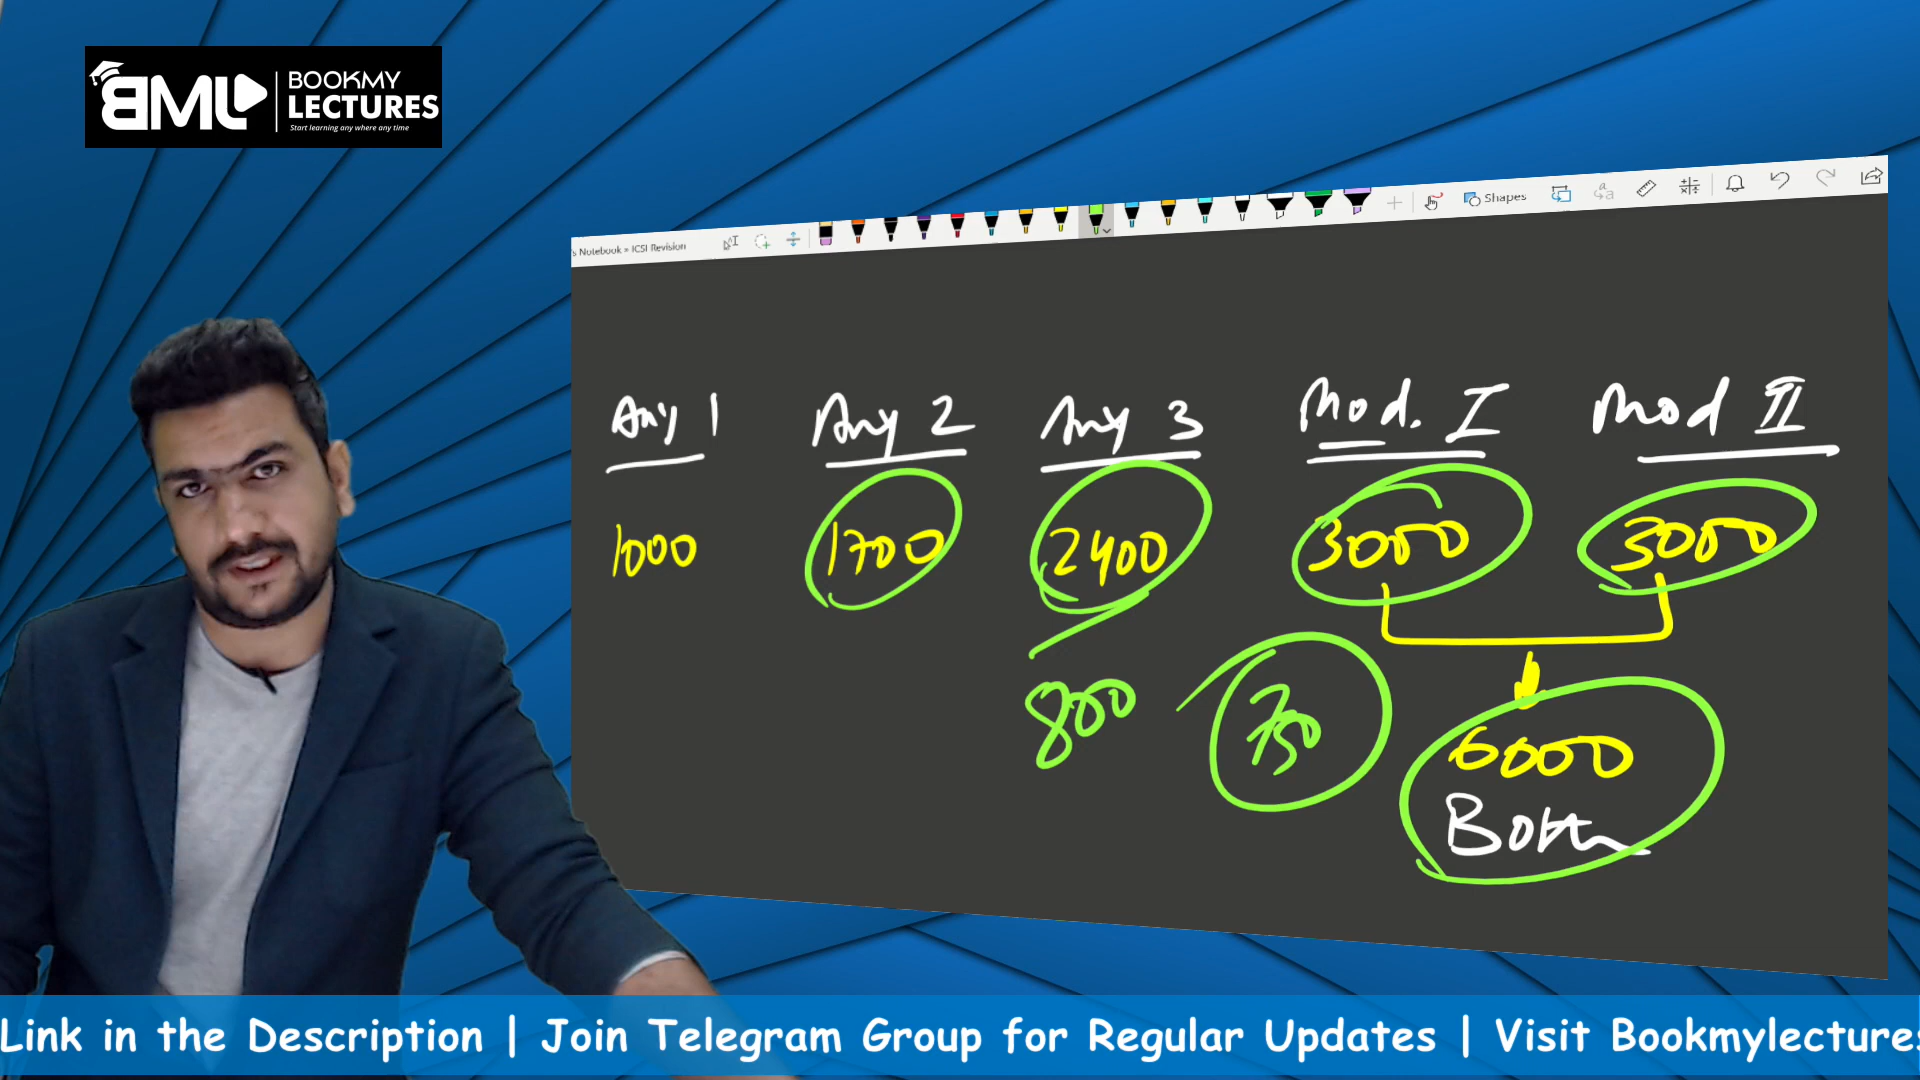 BML BOOKMY
LECTURES
Start learning any where any time
's Notebook » ICSI Revision
Shapes
Any 1 Any 2 Any 3 Mod. I Mod II
1000 1700 2400 3000 3000
800 750 6000
Both
Link in the Description | Join Telegram Group for Regular Updates | Visit Bookmylectures